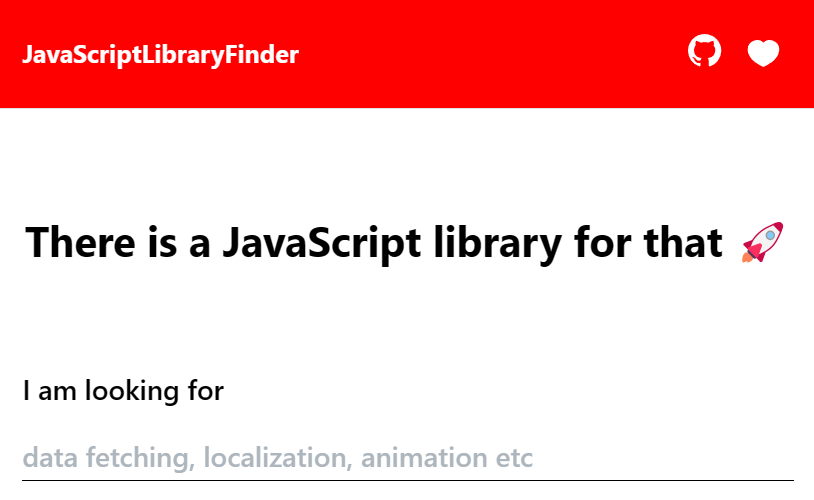 JavaScriptLibraryFinder
There is a JavaScript library for that 🚀
I am looking for
data fetching, localization, animation etc